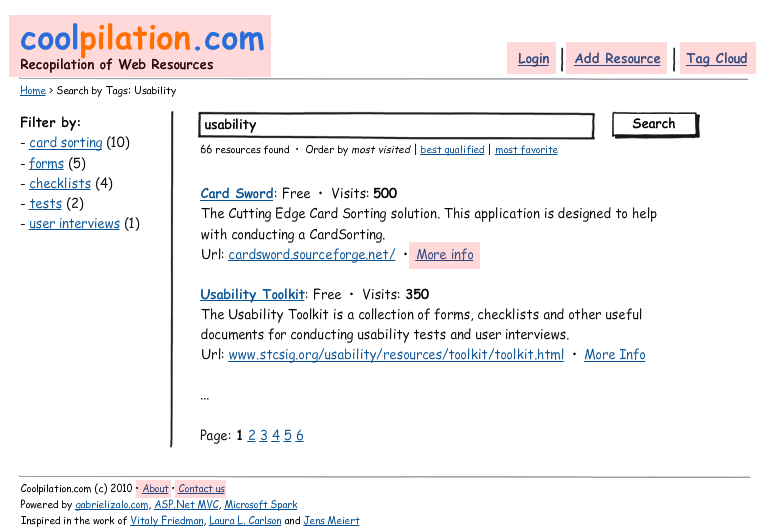 coolpilation.com
Recopilation of Web Resources
Login | Add Resource | Tag Cloud
Home > Search by Tags: Usability
Filter by:
- card sorting (10)
- forms (5)
- checklists (4)
- tests (2)
- user interviews (1)
usability
Search
66 resources found • Order by most visited | best qualified | most favorite
Card Sword: Free • Visits: 500
The Cutting Edge Card Sorting solution. This application is designed to help
with conducting a CardSorting.
Url: cardsword.sourceforge.net/ • More info
Usability Toolkit: Free • Visits: 350
The Usability Toolkit is a collection of forms, checklists and other useful
documents for conducting usability tests and user interviews.
Url: www.stcsig.org/usability/resources/toolkit/toolkit.html • More Info
...
Page: 1 2 3 4 5 6
Coolpilation.com (c) 2010 • About • Contact us
Powered by gabrielizalo.com, ASP.Net MVC, Microsoft Spark
Inspired in the work of Vitaly Friedman, Laura L. Carlson and Jens Meiert